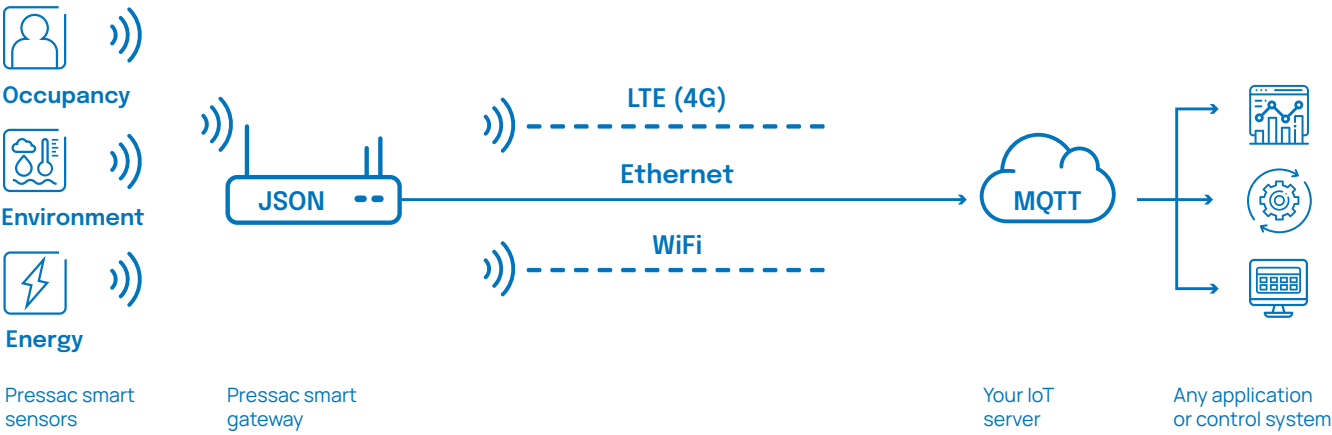 Occupancy
Environment
Energy
Pressac smart
sensors
JSON
Pressac smart
gateway
LTE (4G)
Ethernet
WiFi
MQTT
Your IoT
server
Any application
or control system